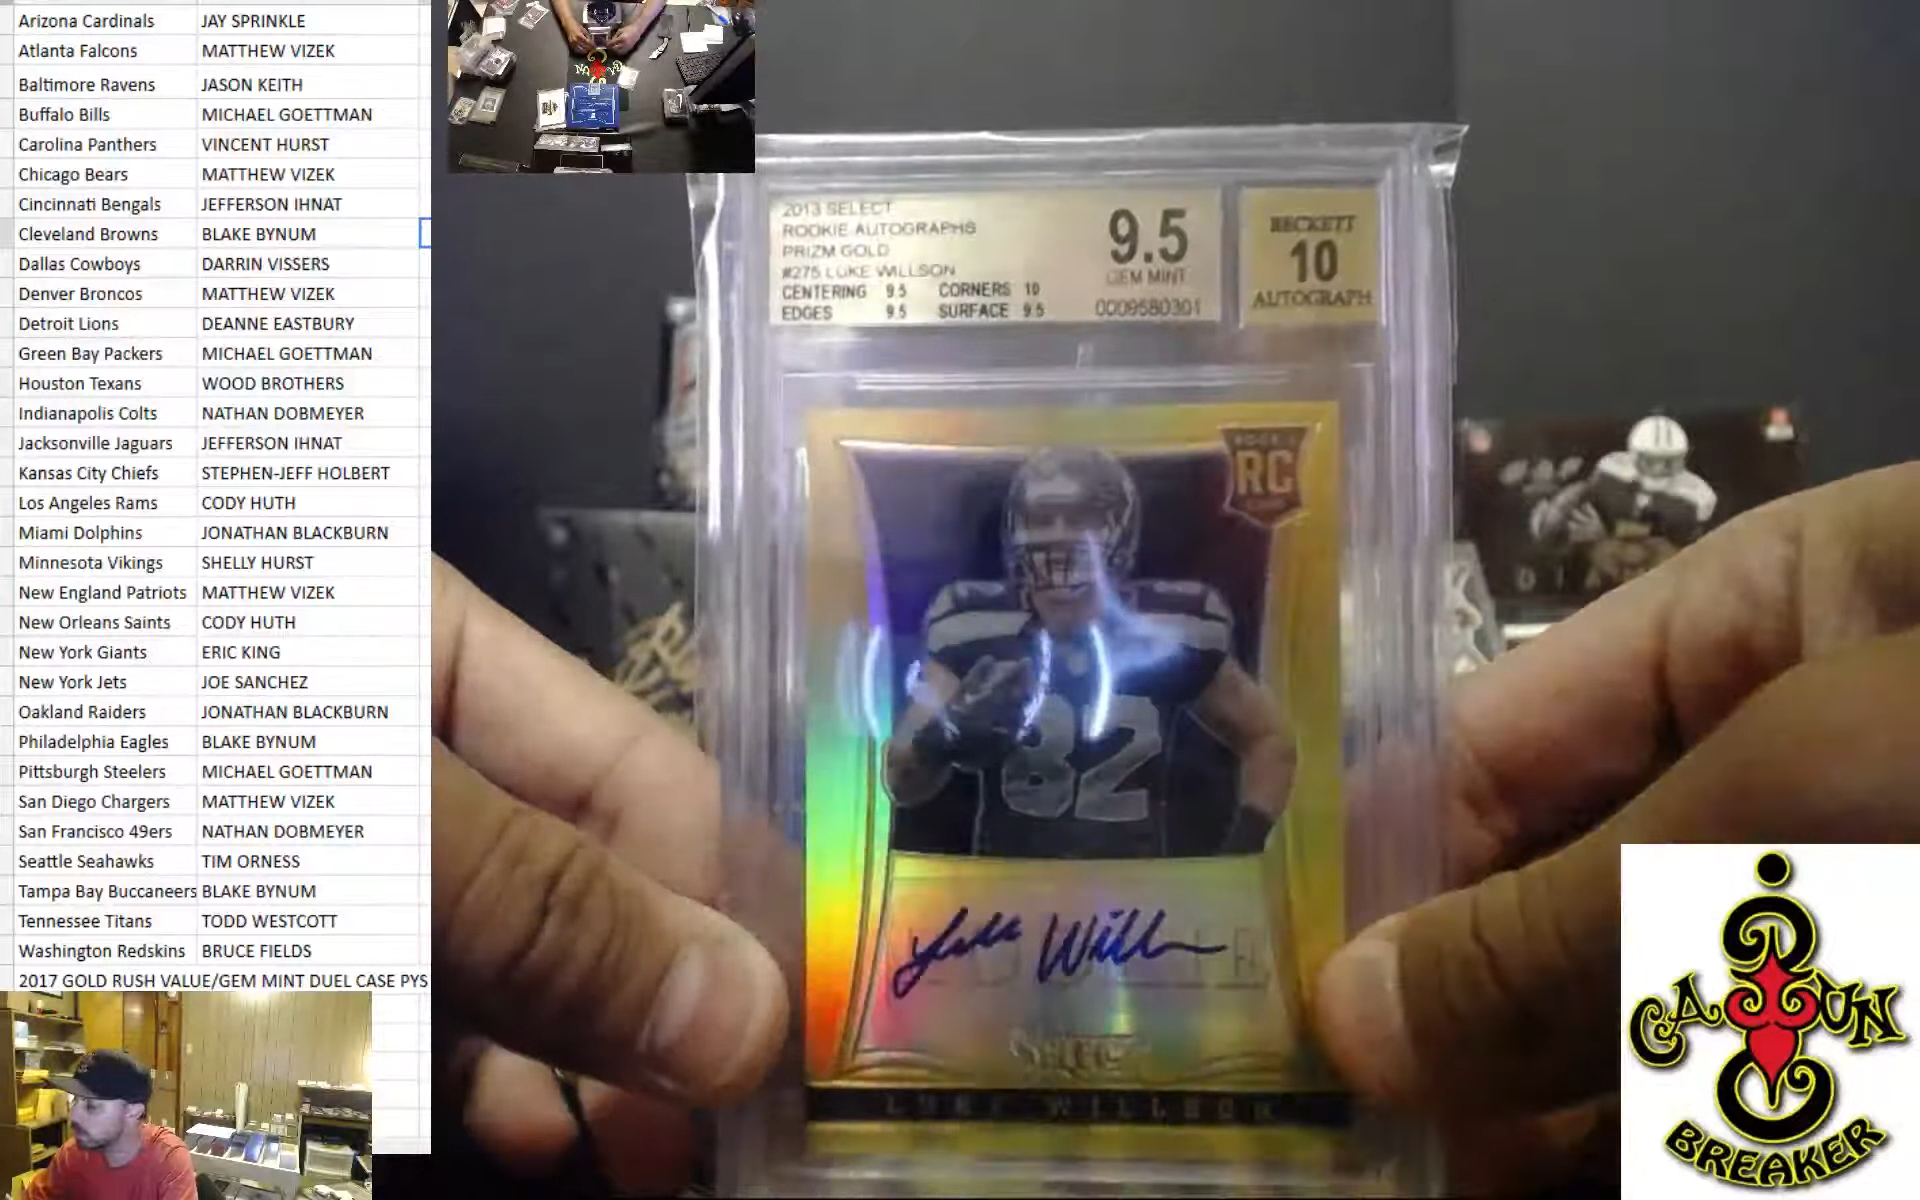 Arizona Cardinals JAY SPRINKLE
Atlanta Falcons MATTHEW VIZEK
Baltimore Ravens JASON KEITH
Buffalo Bills MICHAEL GOETTMAN
Carolina Panthers VINCENT HURST
Chicago Bears MATTHEW VIZEK
Cincinnati Bengals JEFFERSON IHNAT
Cleveland Browns BLAKE BYNUM
Dallas Cowboys DARRIN VISSERS
Denver Broncos MATTHEW VIZEK
Detroit Lions DEANNE EASTBURY
Green Bay Packers MICHAEL GOETTMAN
Houston Texans WOOD BROTHERS
Indianapolis Colts NATHAN DOBMEYER
Jacksonville Jaguars JEFFERSON IHNAT
Kansas City Chiefs STEPHEN-JEFF HOLBERT
Los Angeles Rams CODY HUTH
Miami Dolphins JONATHAN BLACKBURN
Minnesota Vikings SHELLY HURST
New England Patriots MATTHEW VIZEK
New Orleans Saints CODY HUTH
New York Giants ERIC KING
New York Jets JOE SANCHEZ
Oakland Raiders JONATHAN BLACKBURN
Philadelphia Eagles BLAKE BYNUM
Pittsburgh Steelers MICHAEL GOETTMAN
San Diego Chargers MATTHEW VIZEK
San Francisco 49ers NATHAN DOBMEYER
Seattle Seahawks TIM ORNESS
Tampa Bay Buccaneers BLAKE BYNUM
Tennessee Titans TODD WESTCOTT
Washington Redskins BRUCE FIELDS
2017 GOLD RUSH VALUE/GEM MINT DUEL CASE PYS
2013 SELECT
ROOKIE AUTOGRAPHS
PRIZM GOLD
#275 LUKE WILLSON
CENTERING 9.5 CORNERS 10
EDGES 9.5 SURFACE 9.5
9.5
GEM MINT
0009580301
BECKETT
10
AUTOGRAPH
RC
82
Luke Willson
SELECT
LUKE WILLSON
CAJUN
BREAKER